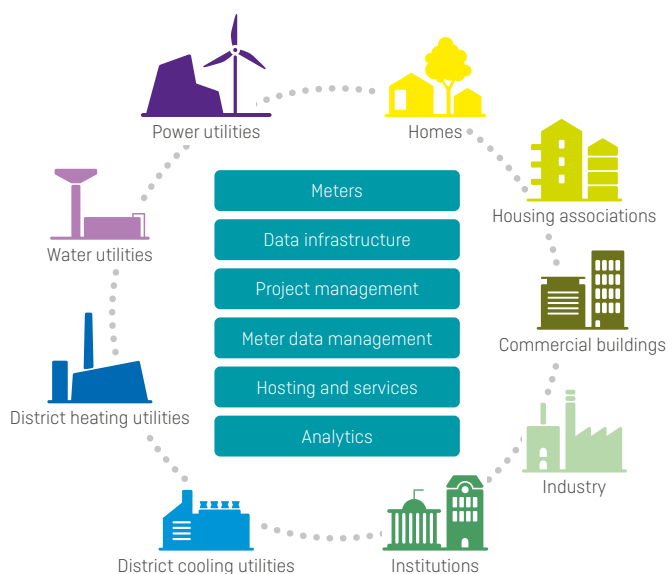 Power utilities
Homes
Meters
Housing associations
Data infrastructure
Water utilities
Project management
Meter data management
Commercial buildings
Hosting and services
District heating utilities
Analytics
Industry
District cooling utilities
Institutions